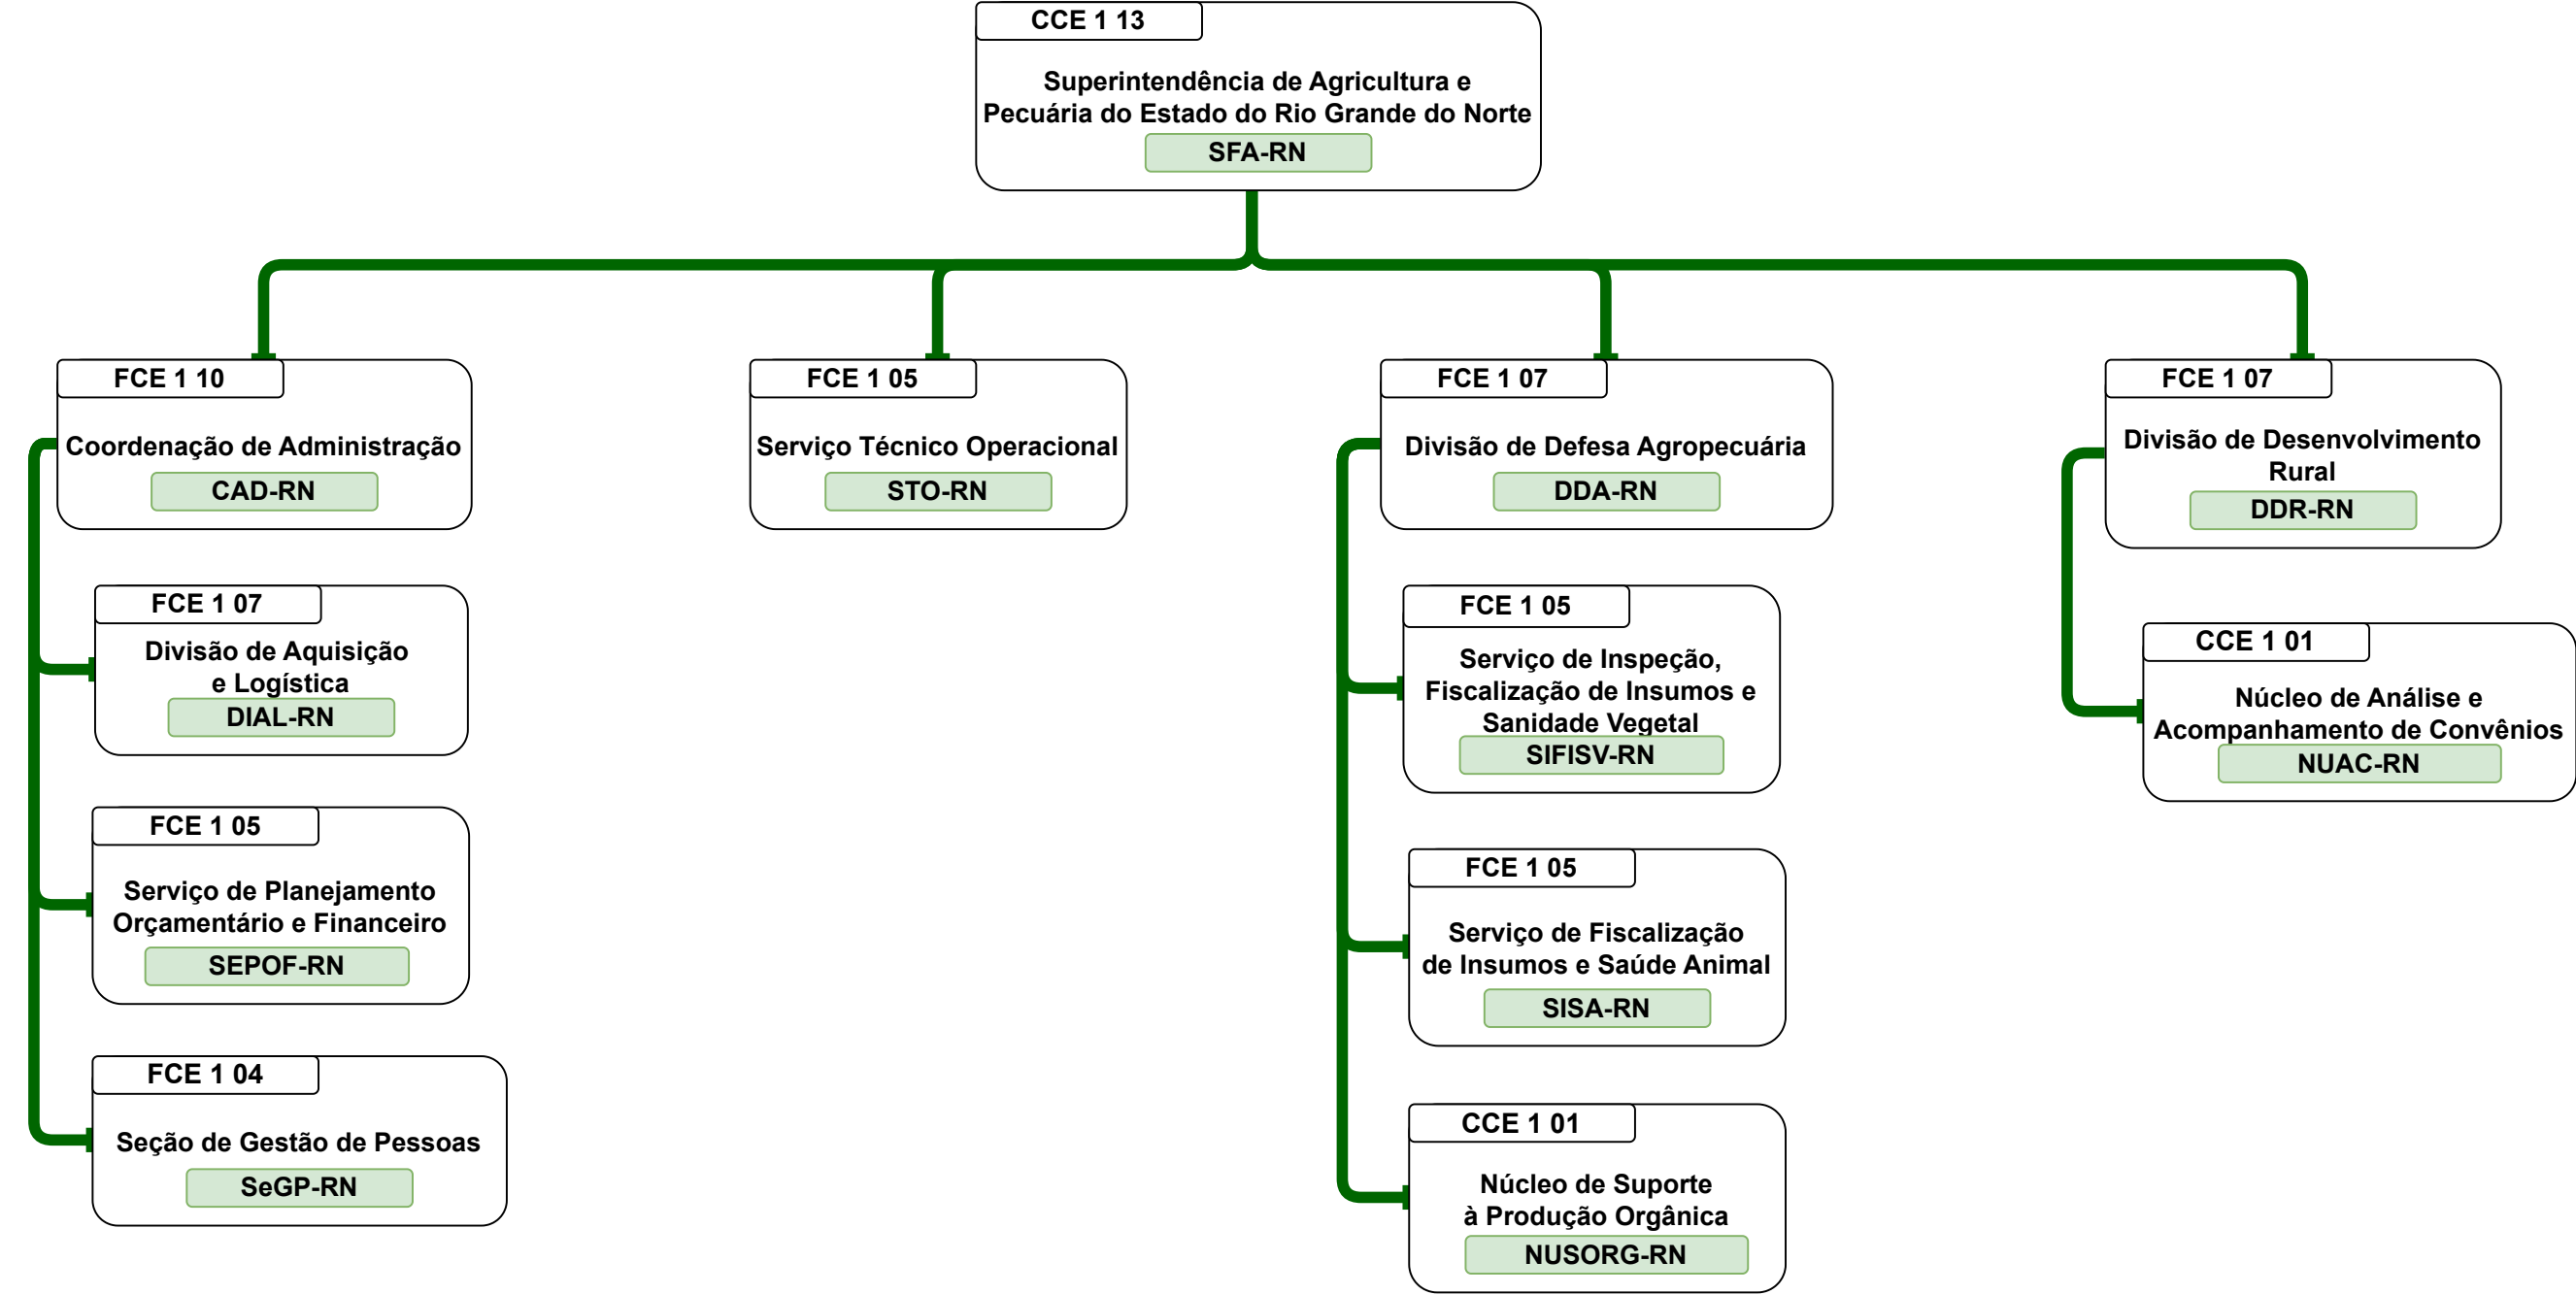 CCE 1 13
Superintendência de Agricultura e
Pecuária do Estado do Rio Grande do Norte
SFA-RN
FCE 1 10
Coordenação de Administração
CAD-RN
FCE 1 07
Divisão de Aquisição
e Logística
DIAL-RN
FCE 1 05
Serviço de Planejamento
Orçamentário e Financeiro
SEPOF-RN
FCE 1 04
Seção de Gestão de Pessoas
SeGP-RN
FCE 1 05
Serviço Técnico Operacional
STO-RN
FCE 1 07
Divisão de Defesa Agropecuária
DDA-RN
FCE 1 05
Serviço de Inspeção,
Fiscalização de Insumos e
Sanidade Vegetal
SIFISV-RN
FCE 1 05
Serviço de Fiscalização
de Insumos e Saúde Animal
SISA-RN
CCE 1 01
Núcleo de Suporte
à Produção Orgânica
NUSORG-RN
FCE 1 07
Divisão de Desenvolvimento
Rural
DDR-RN
CCE 1 01
Núcleo de Análise e
Acompanhamento de Convênios
NUAC-RN